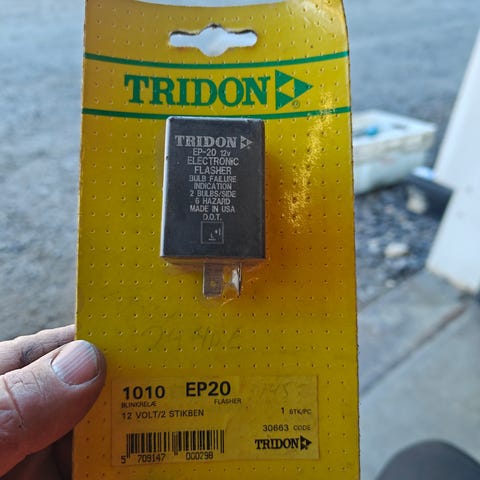 TRIDON
TRIDON
EP-20 12v
ELECTRONIC
FLASHER
BULB FAILURE
INDICATION
2 BULBS/SIDE
6 HAZARD
MADE IN USA
D.O.T.
L
1010 EP20
BLINKRELÆ FLASHER
12 VOLT/2 STIKBEN 1 STK/PC
30663 CODE
TRIDON
5 709147 000298